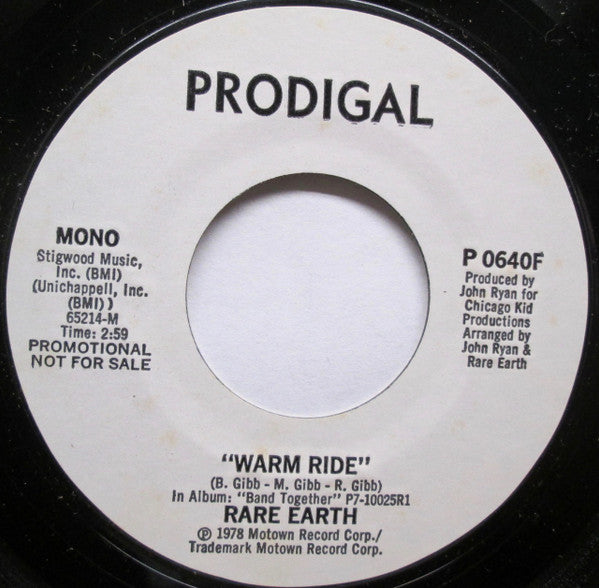 PRODIGAL
MONO
Stigwood Music,
Inc. (BMI)
(Unichappell, Inc.
(BMI) )
65214-M
Time: 2:59
PROMOTIONAL
NOT FOR SALE
P 0640F
Produced by
John Ryan for
Chicago Kid
Productions
Arranged by
John Ryan &
Rare Earth
"WARM RIDE"
(B. Gibb - M. Gibb - R. Gibb)
In Album: "Band Together" P7-10025R1
RARE EARTH
℗ 1978 Motown Record Corp./
Trademark Motown Record Corp.